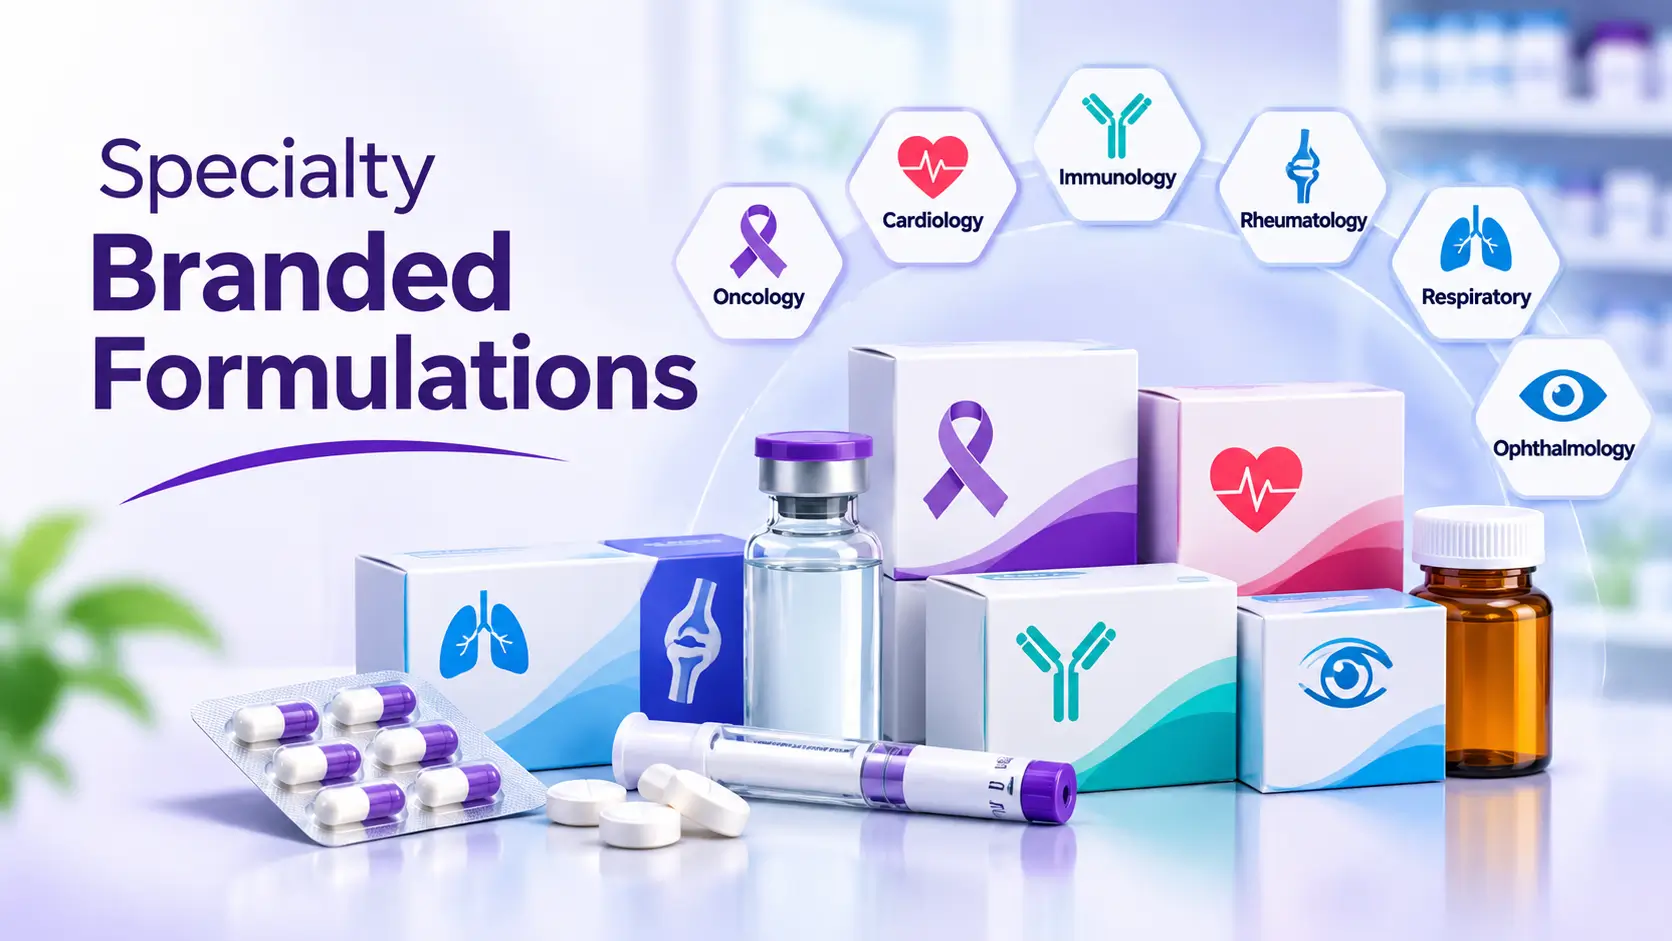 Specialty
Branded
Formulations
Oncology
Cardiology
Immunology
Rheumatology
Respiratory
Ophthalmology